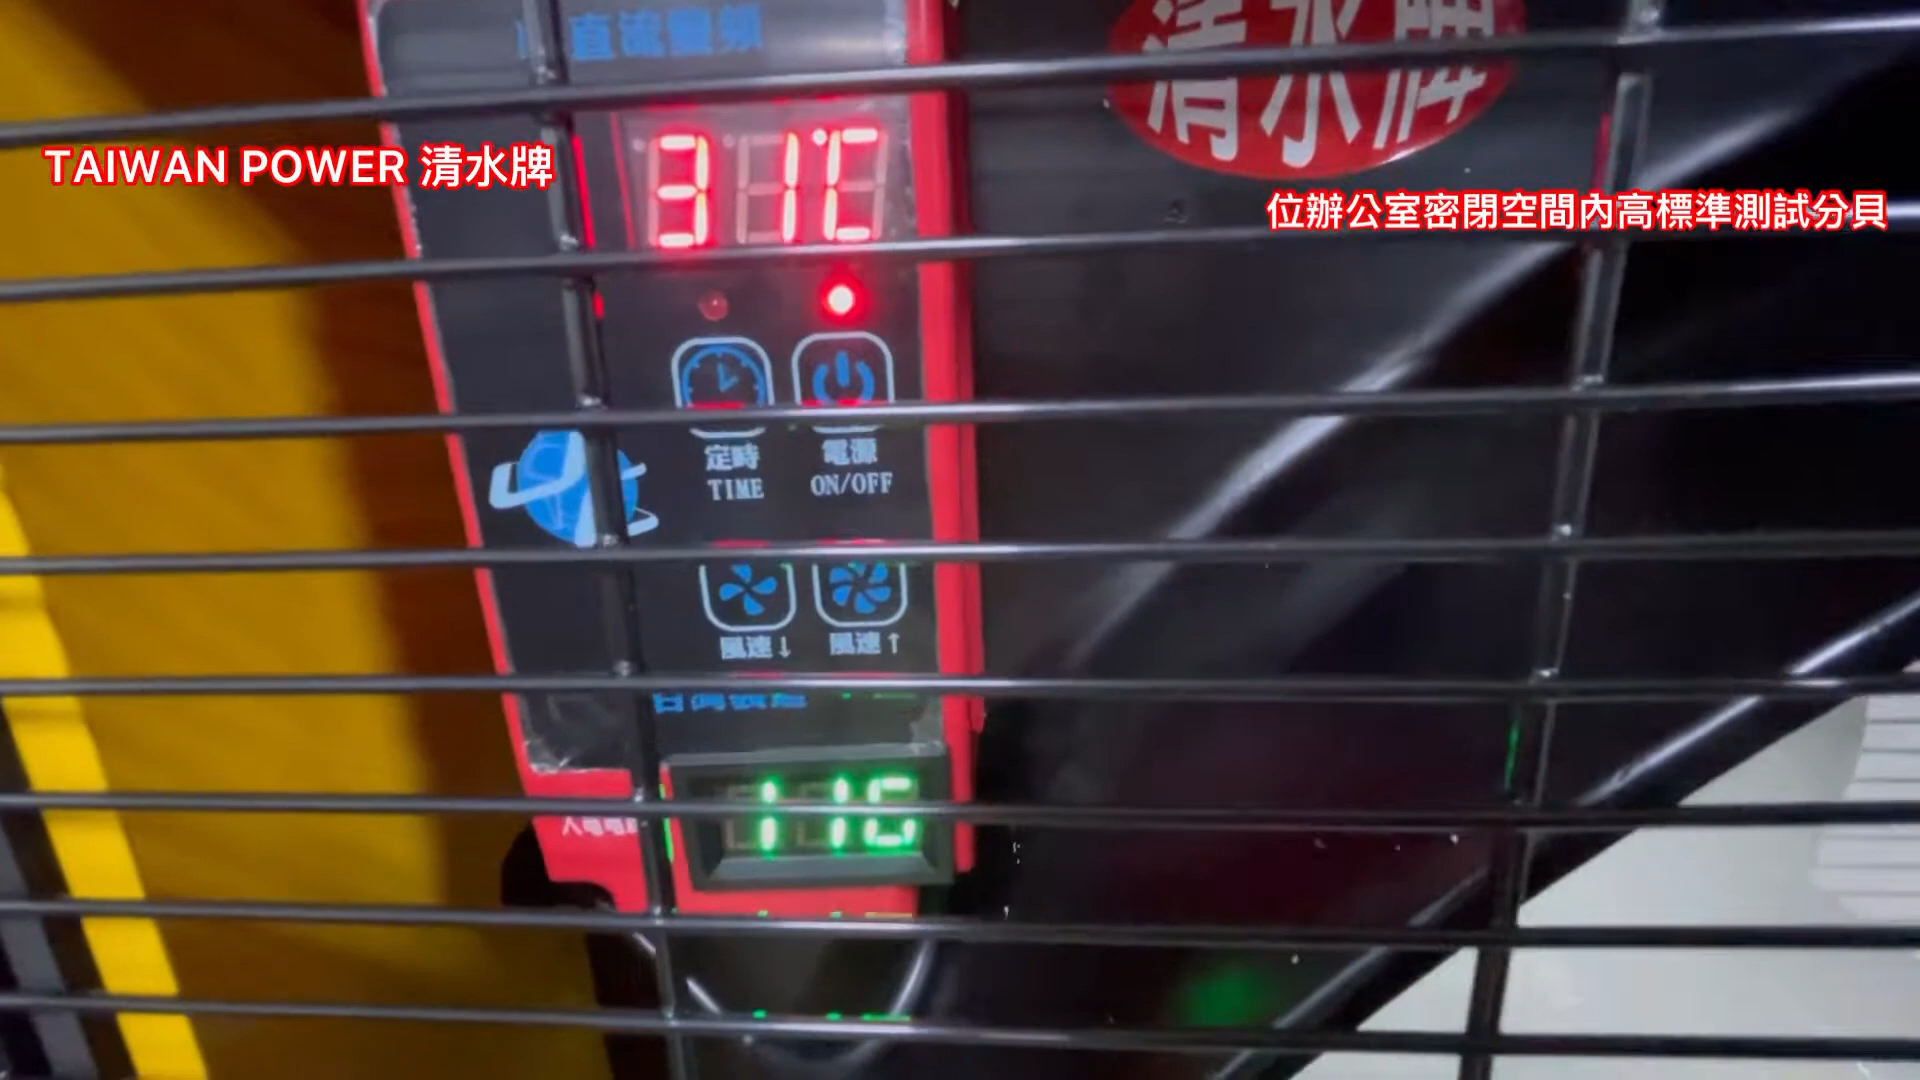 直流變頻
清水牌
31℃
TAIWAN POWER 清水牌
位辦公室密閉空間內高標準測試分貝
定時
TIME
電源
ON/OFF
風速↓
風速↑